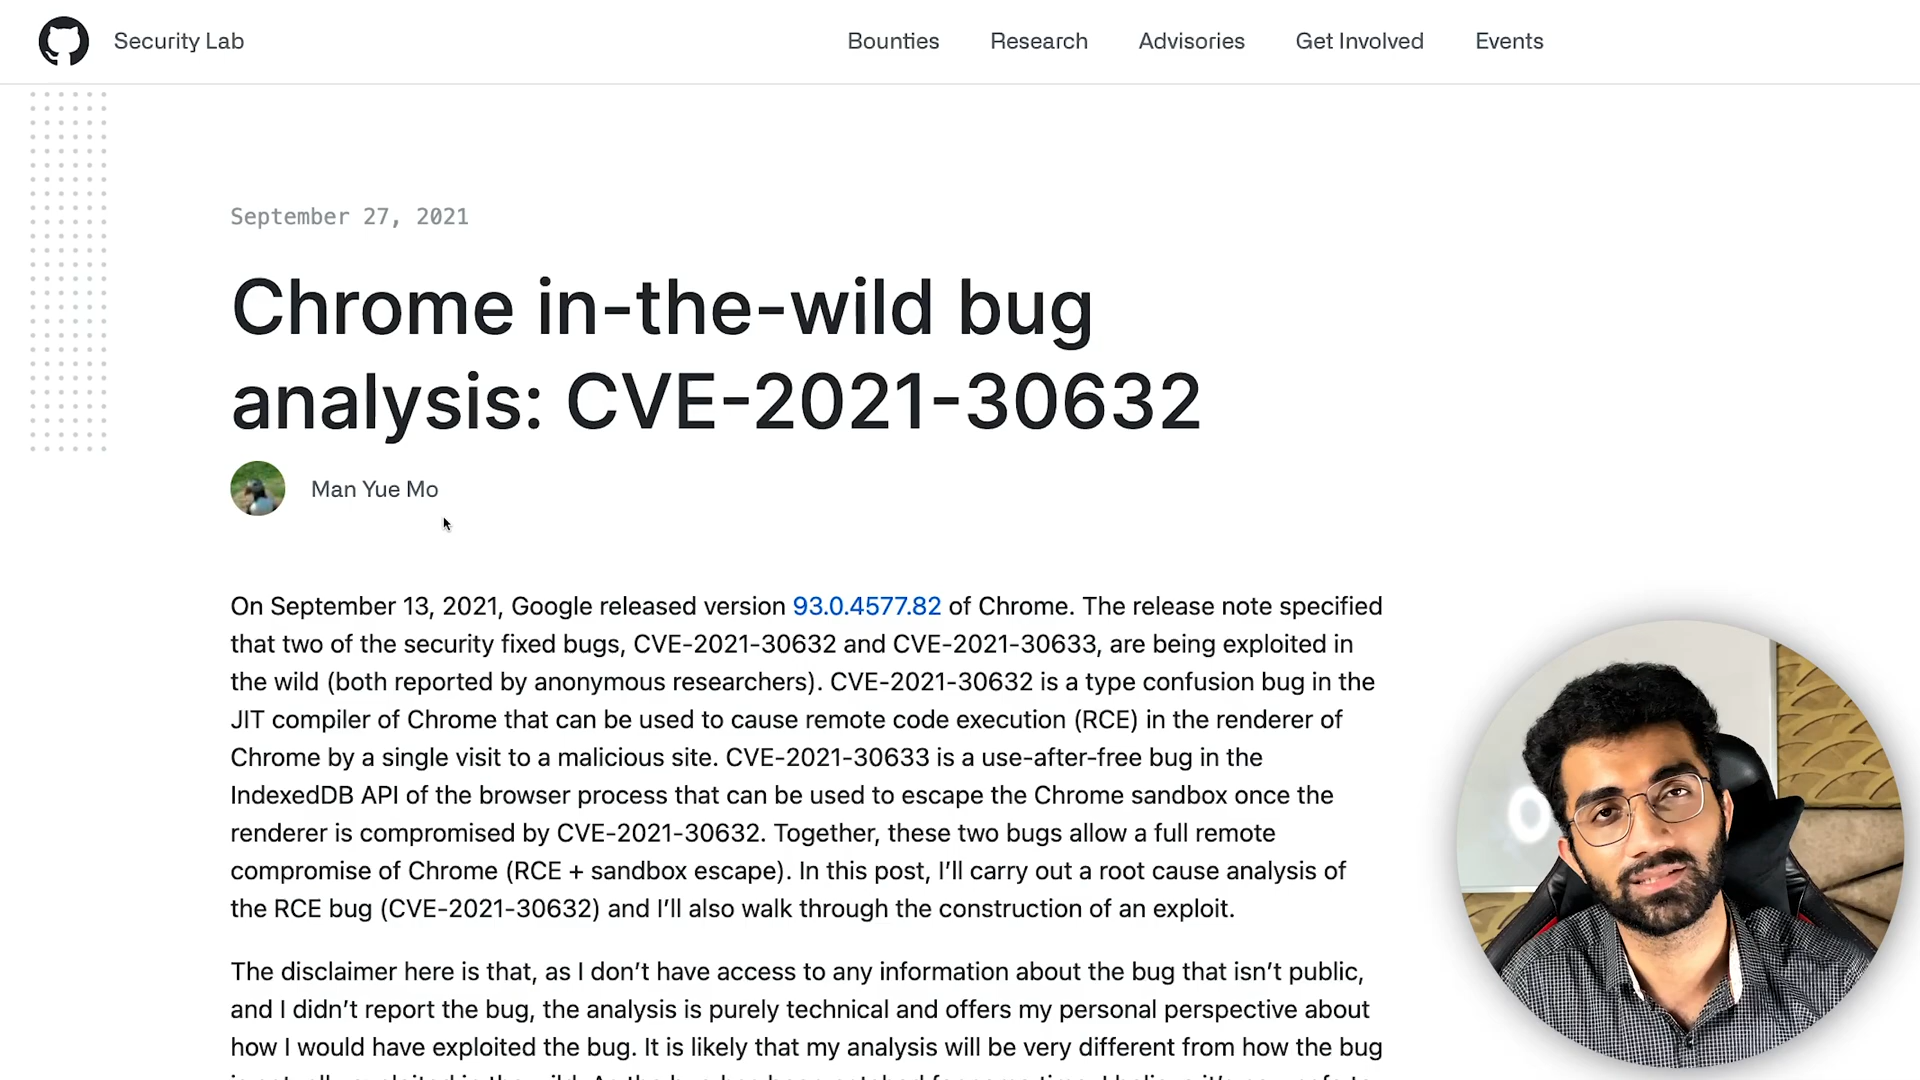 Security Lab
Bounties
Research
Advisories
Get Involved
Events
September 27, 2021
Chrome in-the-wild bug
analysis: CVE-2021-30632
Man Yue Mo
On September 13, 2021, Google released version 93.0.4577.82 of Chrome. The release note specified
that two of the security fixed bugs, CVE-2021-30632 and CVE-2021-30633, are being exploited in
the wild (both reported by anonymous researchers). CVE-2021-30632 is a type confusion bug in the
JIT compiler of Chrome that can be used to cause remote code execution (RCE) in the renderer of
Chrome by a single visit to a malicious site. CVE-2021-30633 is a use-after-free bug in the
IndexedDB API of the browser process that can be used to escape the Chrome sandbox once the
renderer is compromised by CVE-2021-30632. Together, these two bugs allow a full remote
compromise of Chrome (RCE + sandbox escape). In this post, I’ll carry out a root cause analysis of
the RCE bug (CVE-2021-30632) and I’ll also walk through the construction of an exploit.
The disclaimer here is that, as I don’t have access to any information about the bug that isn’t public,
and I didn’t report the bug, the analysis is purely technical and offers my personal perspective about
how I would have exploited the bug. It is likely that my analysis will be very different from how the bug